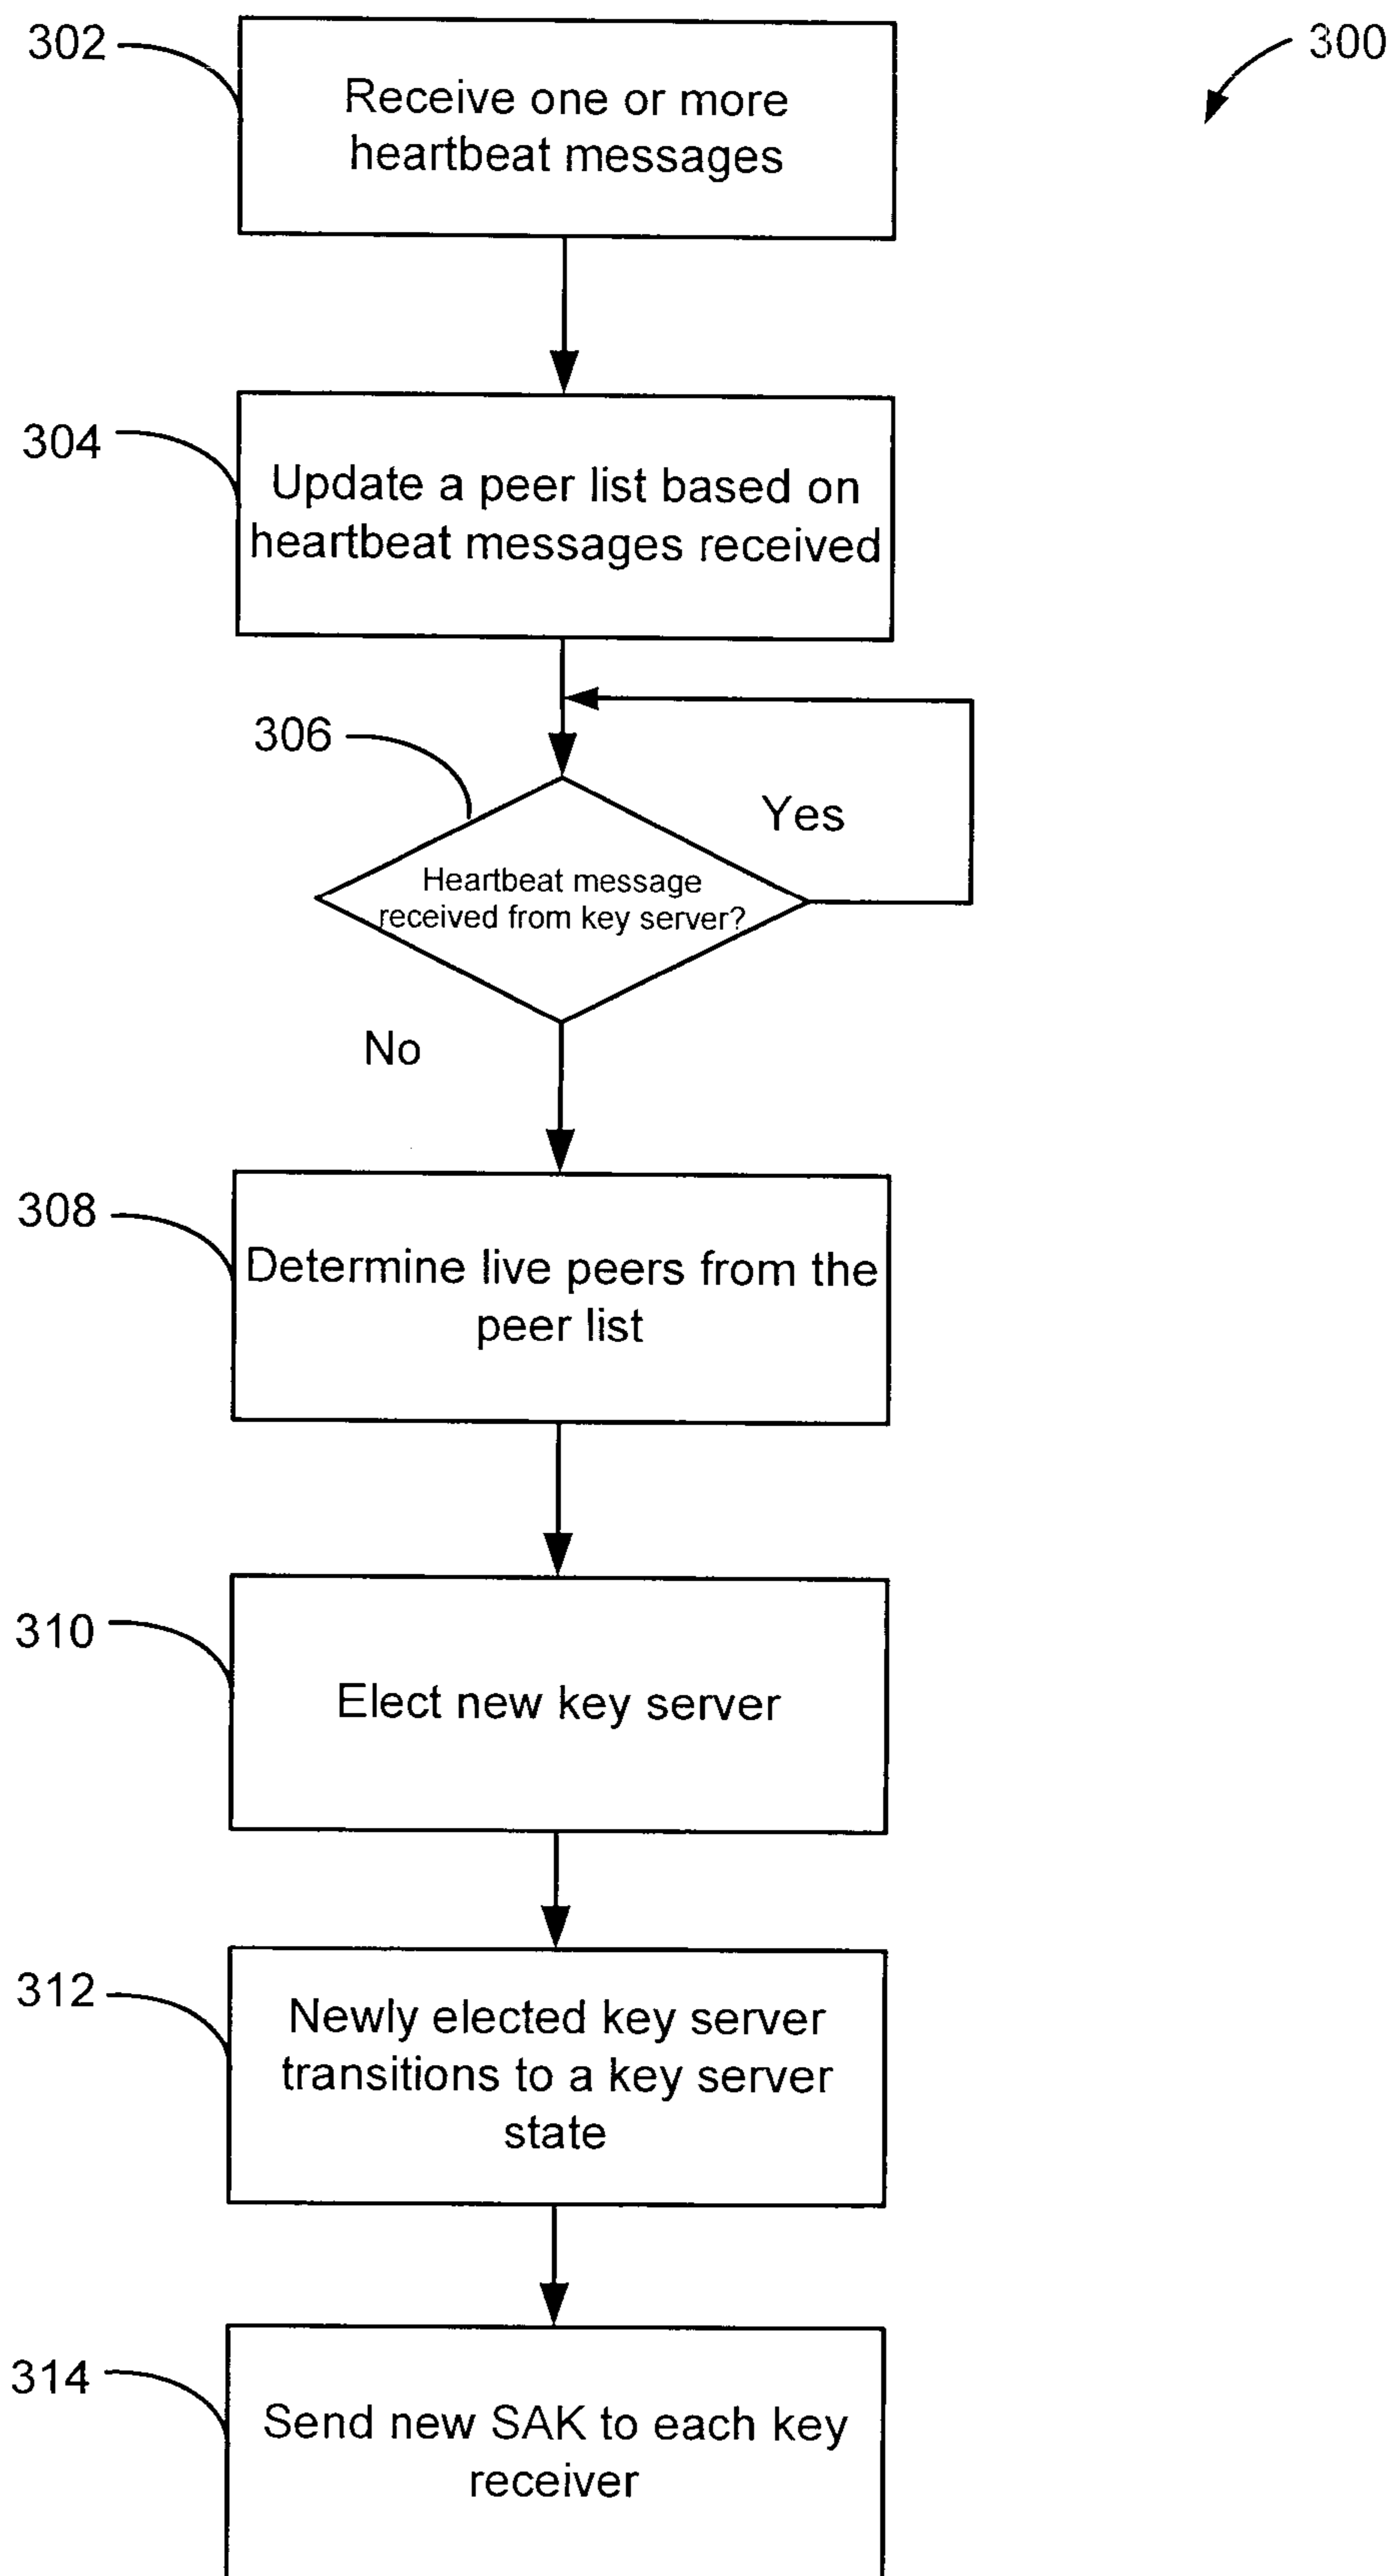 302
300
Receive one or more
heartbeat messages
304
Update a peer list based on
heartbeat messages received
306
Yes
Heartbeat message
received from key server?
No
308
Determine live peers from the
peer list
310
Elect new key server
312
Newly elected key server
transitions to a key server
state
314
Send new SAK to each key
receiver